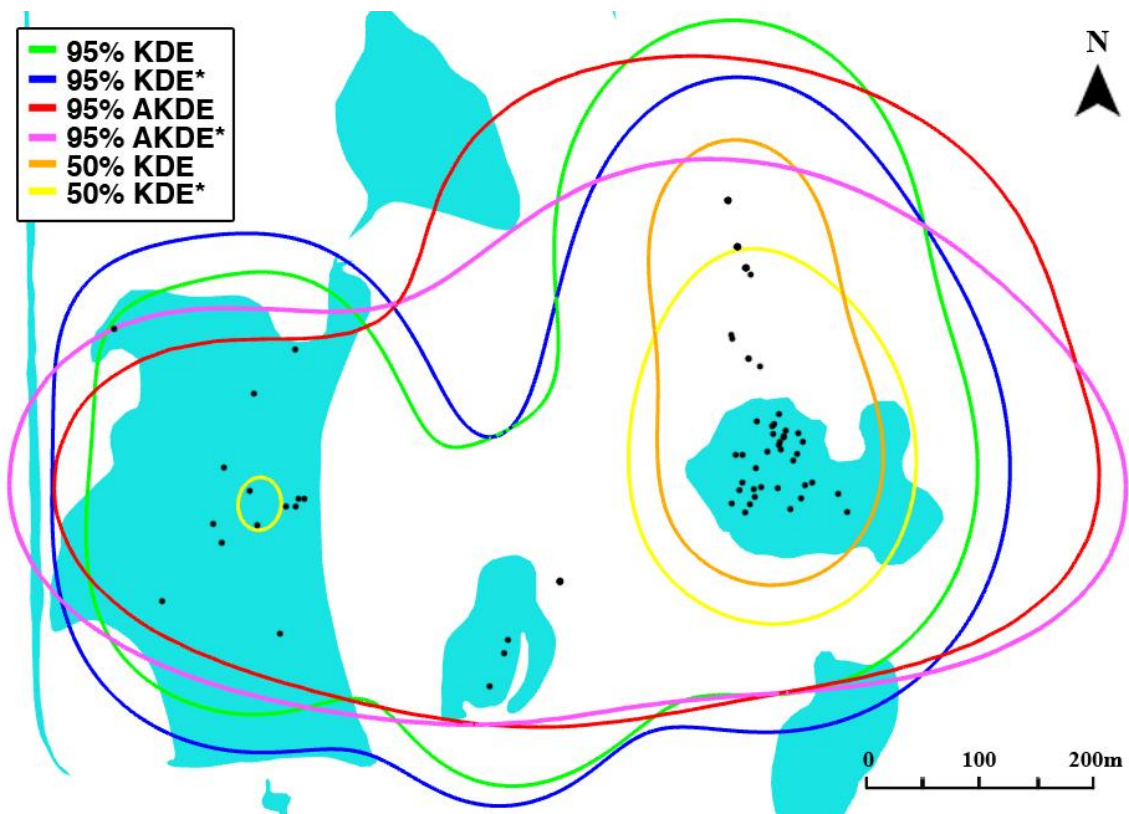 95% KDE
95% KDE*
95% AKDE
95% AKDE*
50% KDE
50% KDE*
N
0 100 200m